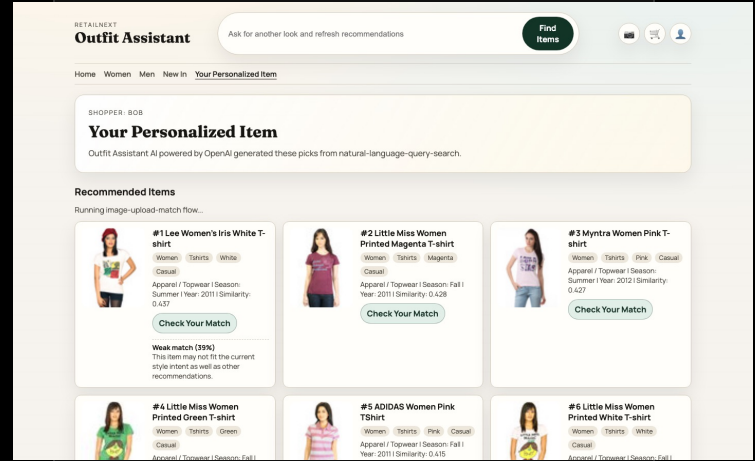 RETAILNEXT
Outfit Assistant
Ask for another look and refresh recommendations
Find
Items
Home Women Men New In Your Personalized Item
SHOPPER: BOB
Your Personalized Item
Outfit Assistant AI powered by OpenAI generated these picks from natural-language-query-search.
Recommended Items
Running image-upload-match flow...
#1 Lee Women's Iris White T-
shirt
Women Tshirts White
Casual
Apparel / Topwear | Season:
Summer | Year: 2011 | Similarity:
0.437
Check Your Match
Weak match (39%)
This item may not fit the current
style intent as well as other
recommendations.
#2 Little Miss Women
Printed Magenta T-shirt
Women Tshirts Magenta
Casual
Apparel / Topwear | Season: Fall |
Year: 2011 | Similarity: 0.428
Check Your Match
#3 Myntra Women Pink T-
shirt
Women Tshirts Pink Casual
Apparel / Topwear | Season:
Summer | Year: 2012 | Similarity:
0.427
Check Your Match
#4 Little Miss Women
Printed Green T-shirt
Women Tshirts Green
Casual
Apparel / Topwear | Season: Fall |
#5 ADIDAS Women Pink
TShirt
Women Tshirts Pink Casual
Apparel / Topwear | Season: Fall |
Year: 2011 | Similarity: 0.415
#6 Little Miss Women
Printed White T-shirt
Women Tshirts White
Casual
Apparel / Topwear | Season: Fall |